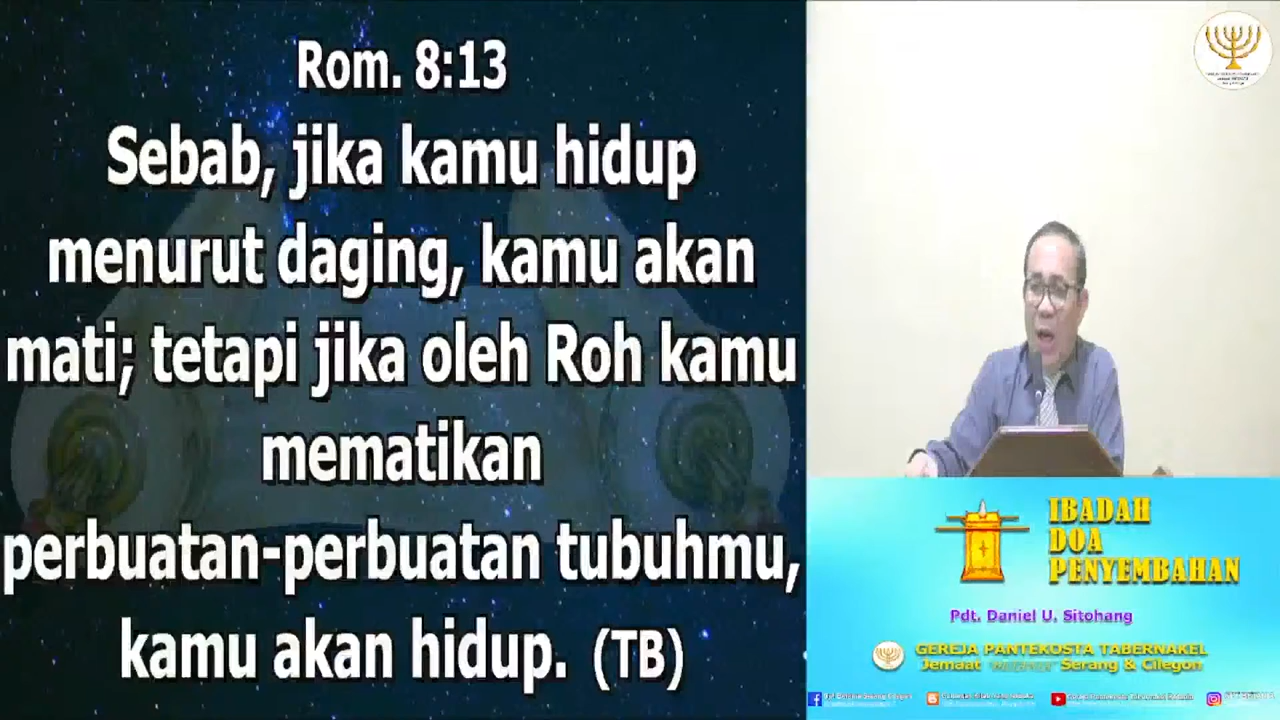 Rom. 8:13
Sebab, jika kamu hidup
menurut daging, kamu akan
mati; tetapi jika oleh Roh kamu
mematikan
perbuatan-perbuatan tubuhmu,
kamu akan hidup. (TB)
IBADAH
DOA
PENYEMBAHAN
Pdt. Daniel U. Sitohang
GEREJA PANTEKOSTA TABERNAKEL
Jemaat Serang & Cilegon